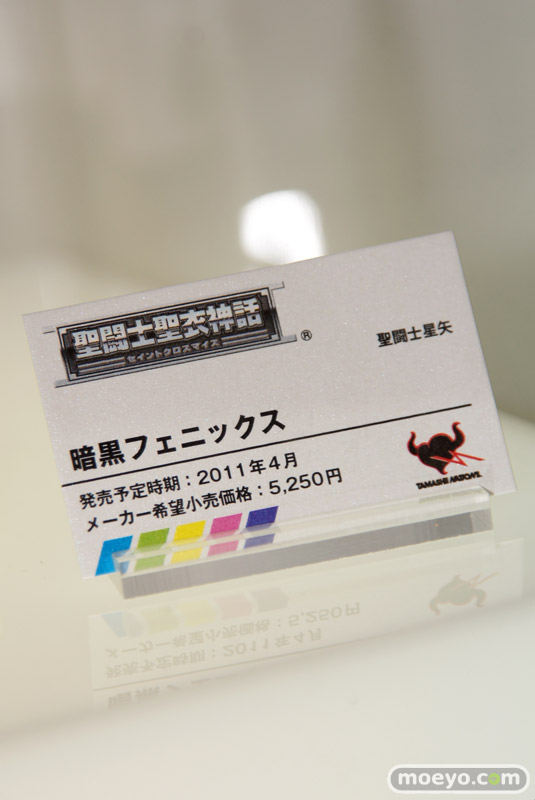 聖闘士聖衣神話
セイントクロスマイス
®
聖闘士星矢
暗黒フェニックス
発売予定時期：2011年4月
メーカー希望小売価格：5,250円
TAMASHII NATIONS
moeyo.com